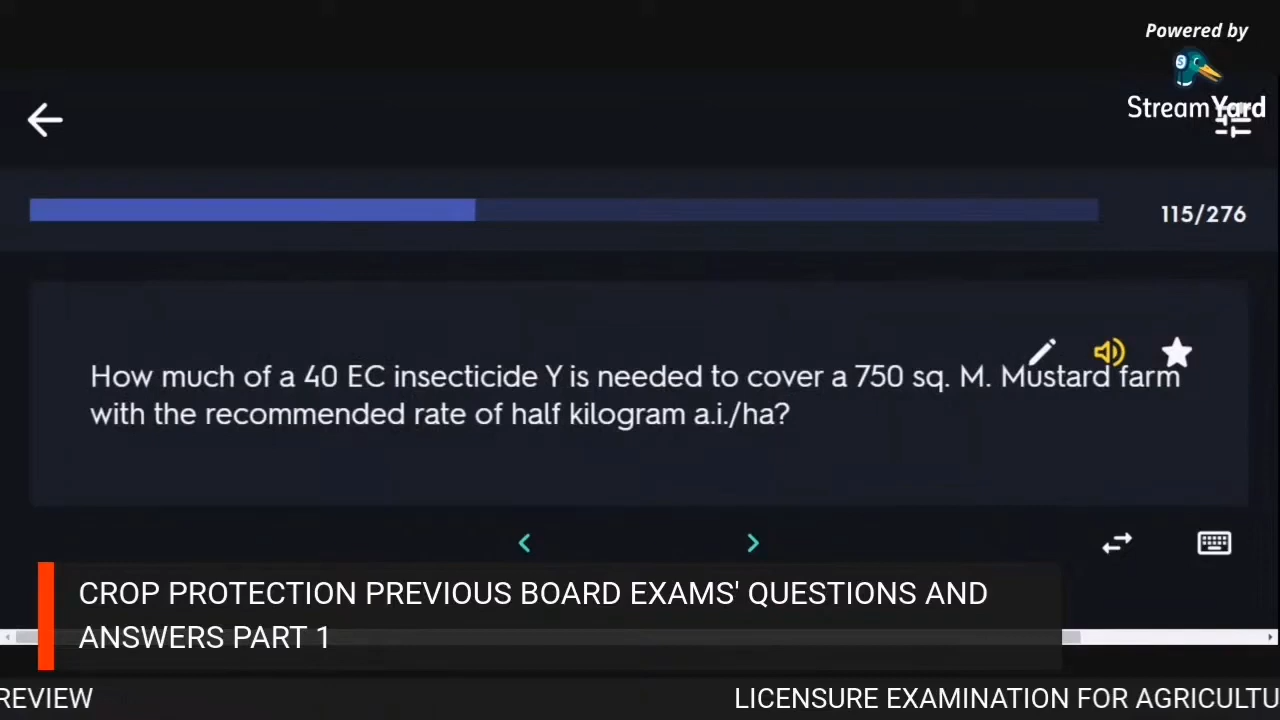 Powered by
StreamYard
115/276
How much of a 40 EC insecticide Y is needed to cover a 750 sq. M. Mustard farm
with the recommended rate of half kilogram a.i./ha?
CROP PROTECTION PREVIOUS BOARD EXAMS' QUESTIONS AND
ANSWERS PART 1
REVIEW LICENSURE EXAMINATION FOR AGRICULTU